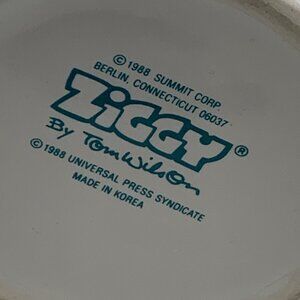 © 1988 SUMMIT CORP
BERLIN, CONNECTICUT 06037
ZIGGY®
By Tom Wilson
© 1988 UNIVERSAL PRESS SYNDICATE
MADE IN KOREA